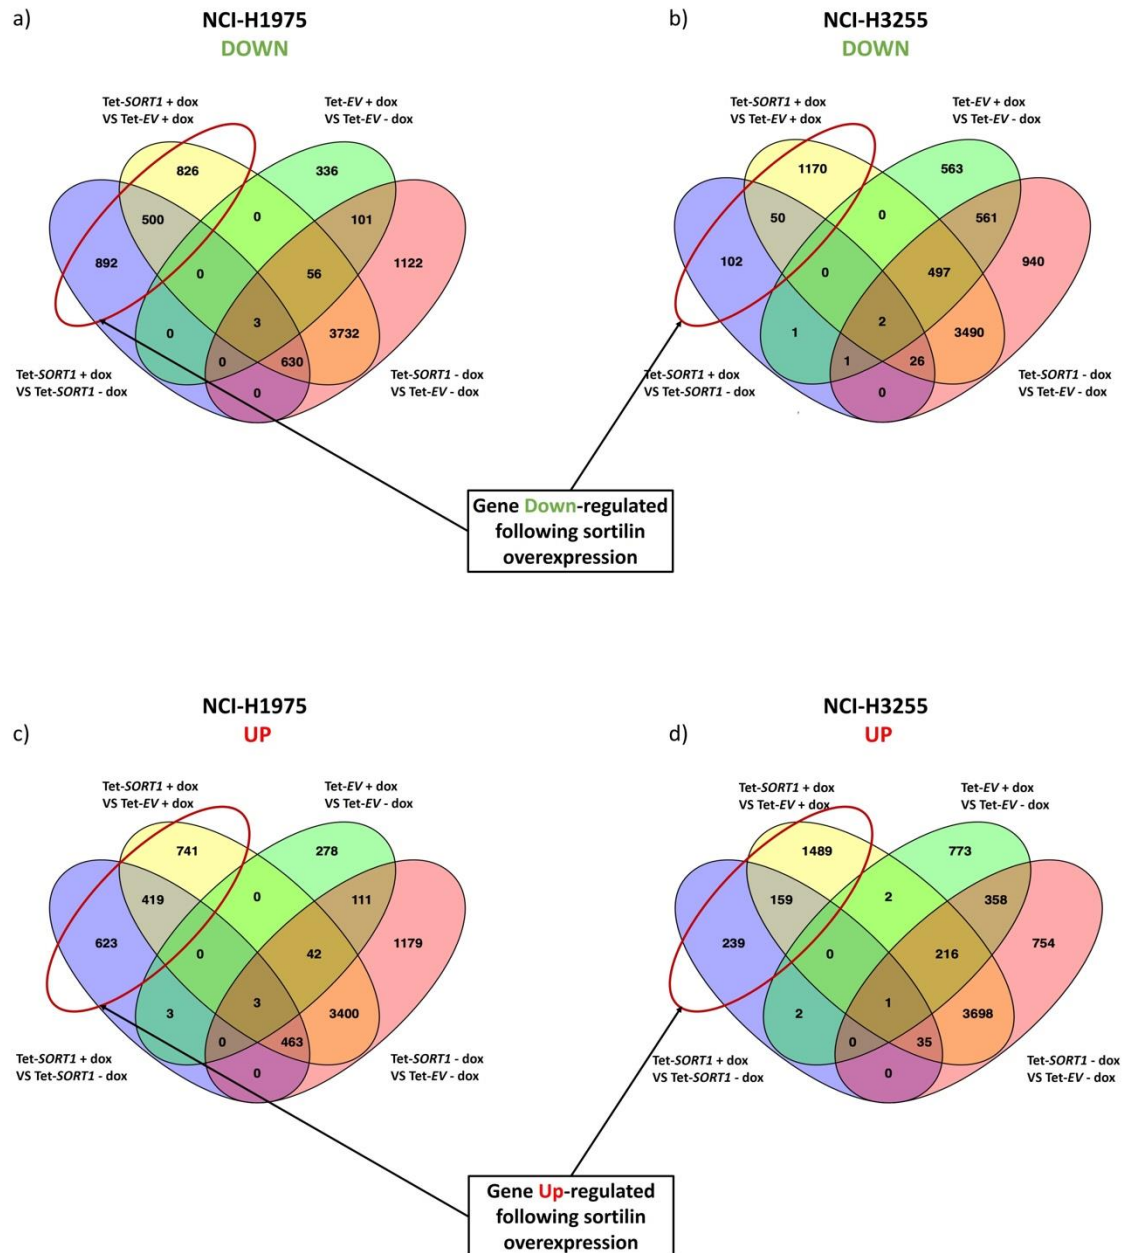 a)
NCI-H1975
DOWN
Tet-SORT1 + dox
VS Tet-EV + dox
Tet-EV + dox
VS Tet-EV - dox
826
336
500
0
101
892
0
56
1122
3
3732
0
0
630
0
Tet-SORT1 + dox
VS Tet-SORT1 - dox
Tet-SORT1 - dox
VS Tet-EV - dox
b)
NCI-H3255
DOWN
Tet-SORT1 + dox
VS Tet-EV + dox
Tet-EV + dox
VS Tet-EV - dox
1170
563
50
0
561
102
0
497
940
2
3490
1
1
26
0
Tet-SORT1 + dox
VS Tet-SORT1 - dox
Tet-SORT1 - dox
VS Tet-EV - dox
Gene Down-regulated
following sortilin
overexpression
c)
NCI-H1975
UP
Tet-SORT1 + dox
VS Tet-EV + dox
Tet-EV + dox
VS Tet-EV - dox
741
278
419
0
111
623
0
42
1179
3
3400
3
0
463
0
Tet-SORT1 + dox
VS Tet-SORT1 - dox
Tet-SORT1 - dox
VS Tet-EV - dox
d)
NCI-H3255
UP
Tet-SORT1 + dox
VS Tet-EV + dox
Tet-EV + dox
VS Tet-EV - dox
1489
773
159
2
358
239
0
216
754
1
3698
2
0
35
0
Tet-SORT1 + dox
VS Tet-SORT1 - dox
Tet-SORT1 - dox
VS Tet-EV - dox
Gene Up-regulated
following sortilin
overexpression